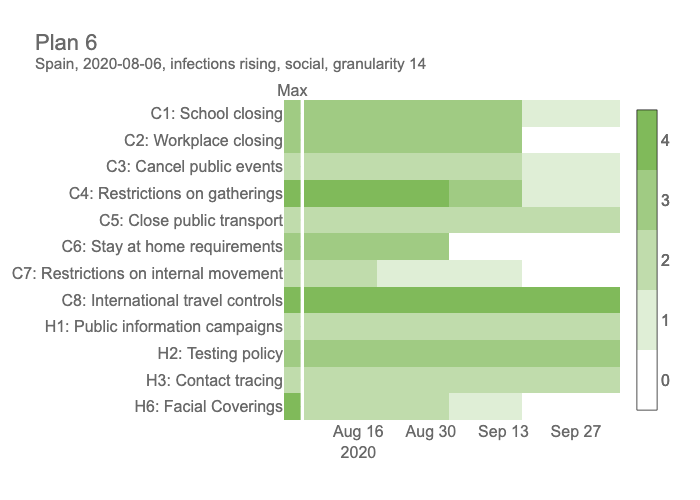 Plan 6
Spain, 2020-08-06, infections rising, social, granularity 14
Max
C1: School closing
C2: Workplace closing
C3: Cancel public events
C4: Restrictions on gatherings
C5: Close public transport
C6: Stay at home requirements
C7: Restrictions on internal movement
C8: International travel controls
H1: Public information campaigns
H2: Testing policy
H3: Contact tracing
H6: Facial Coverings
4
3
2
1
0
Aug 16 Aug 30 Sep 13 Sep 27
2020